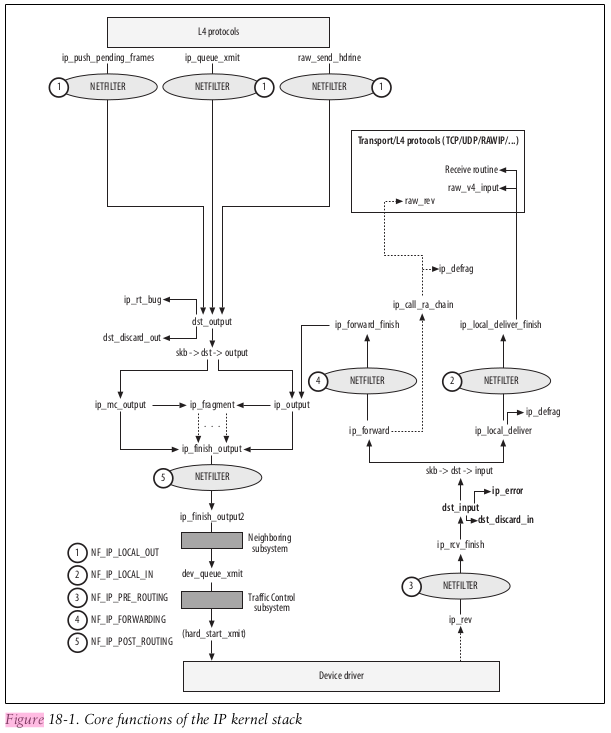 L4 protocols
ip_push_pending_frames
ip_queue_xmit
raw_send_hdrinc
1
NETFILTER
NETFILTER
1
NETFILTER
1
Transport/L4 protocols (TCP/UDP/RAWIP/...)
Receive routine
raw_v4_input
raw_rev
ip_defrag
ip_call_ra_chain
ip_rt_bug
dst_output
dst_discard_out
skb->dst->output
ip_forward_finish
ip_local_deliver_finish
4
NETFILTER
2
NETFILTER
ip_mc_output
ip_fragment
ip_output
...
ip_defrag
ip_forward
ip_local_deliver
ip_finish_output
5
NETFILTER
skb->dst->input
ip_error
dst_input
dst_discard_in
ip_finish_output2
Neighboring
subsystem
ip_rcv_finish
dev_queue_xmit
Traffic Control
subsystem
3
NETFILTER
(hard_start_xmit)
ip_rev
1 NF_IP_LOCAL_OUT
2 NF_IP_LOCAL_IN
3 NF_IP_PRE_ROUTING
4 NF_IP_FORWARDING
5 NF_IP_POST_ROUTING
Device driver
Figure 18-1. Core functions of the IP kernel stack